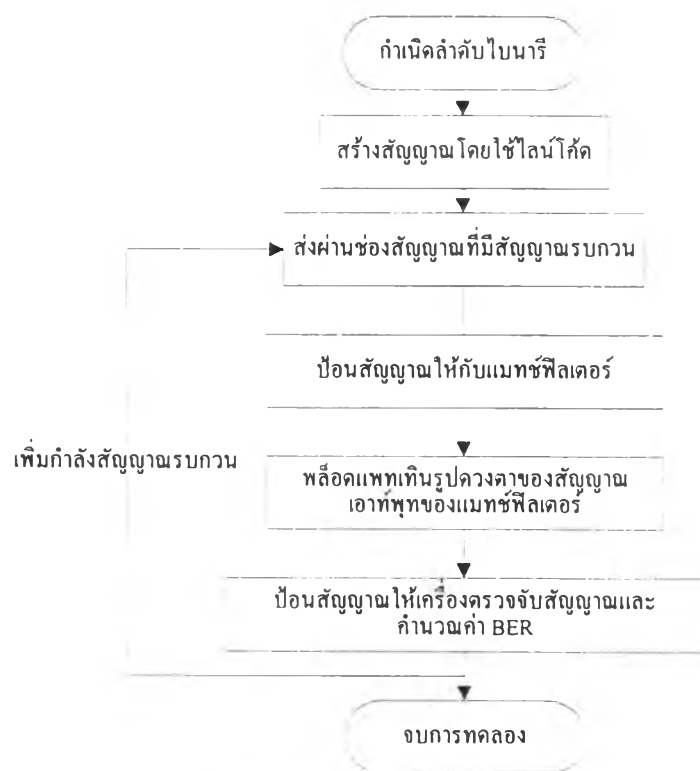 กำเนิดลำดับไบนารี
สร้างสัญญาณโดยใช้ไลน์โค้ด
ส่งผ่านช่องสัญญาณที่มีสัญญาณรบกวน
ป้อนสัญญาณให้กับแมทช์ฟิลเตอร์
เพิ่มกำลังสัญญาณรบกวน
พล็อตแพทเทินรูปดวงตาของสัญญาณ
เอาท์พุทของแมทช์ฟิลเตอร์
ป้อนสัญญาณให้เครื่องตรวจจับสัญญาณและ
คำนวณค่า BER
จบการทดลอง